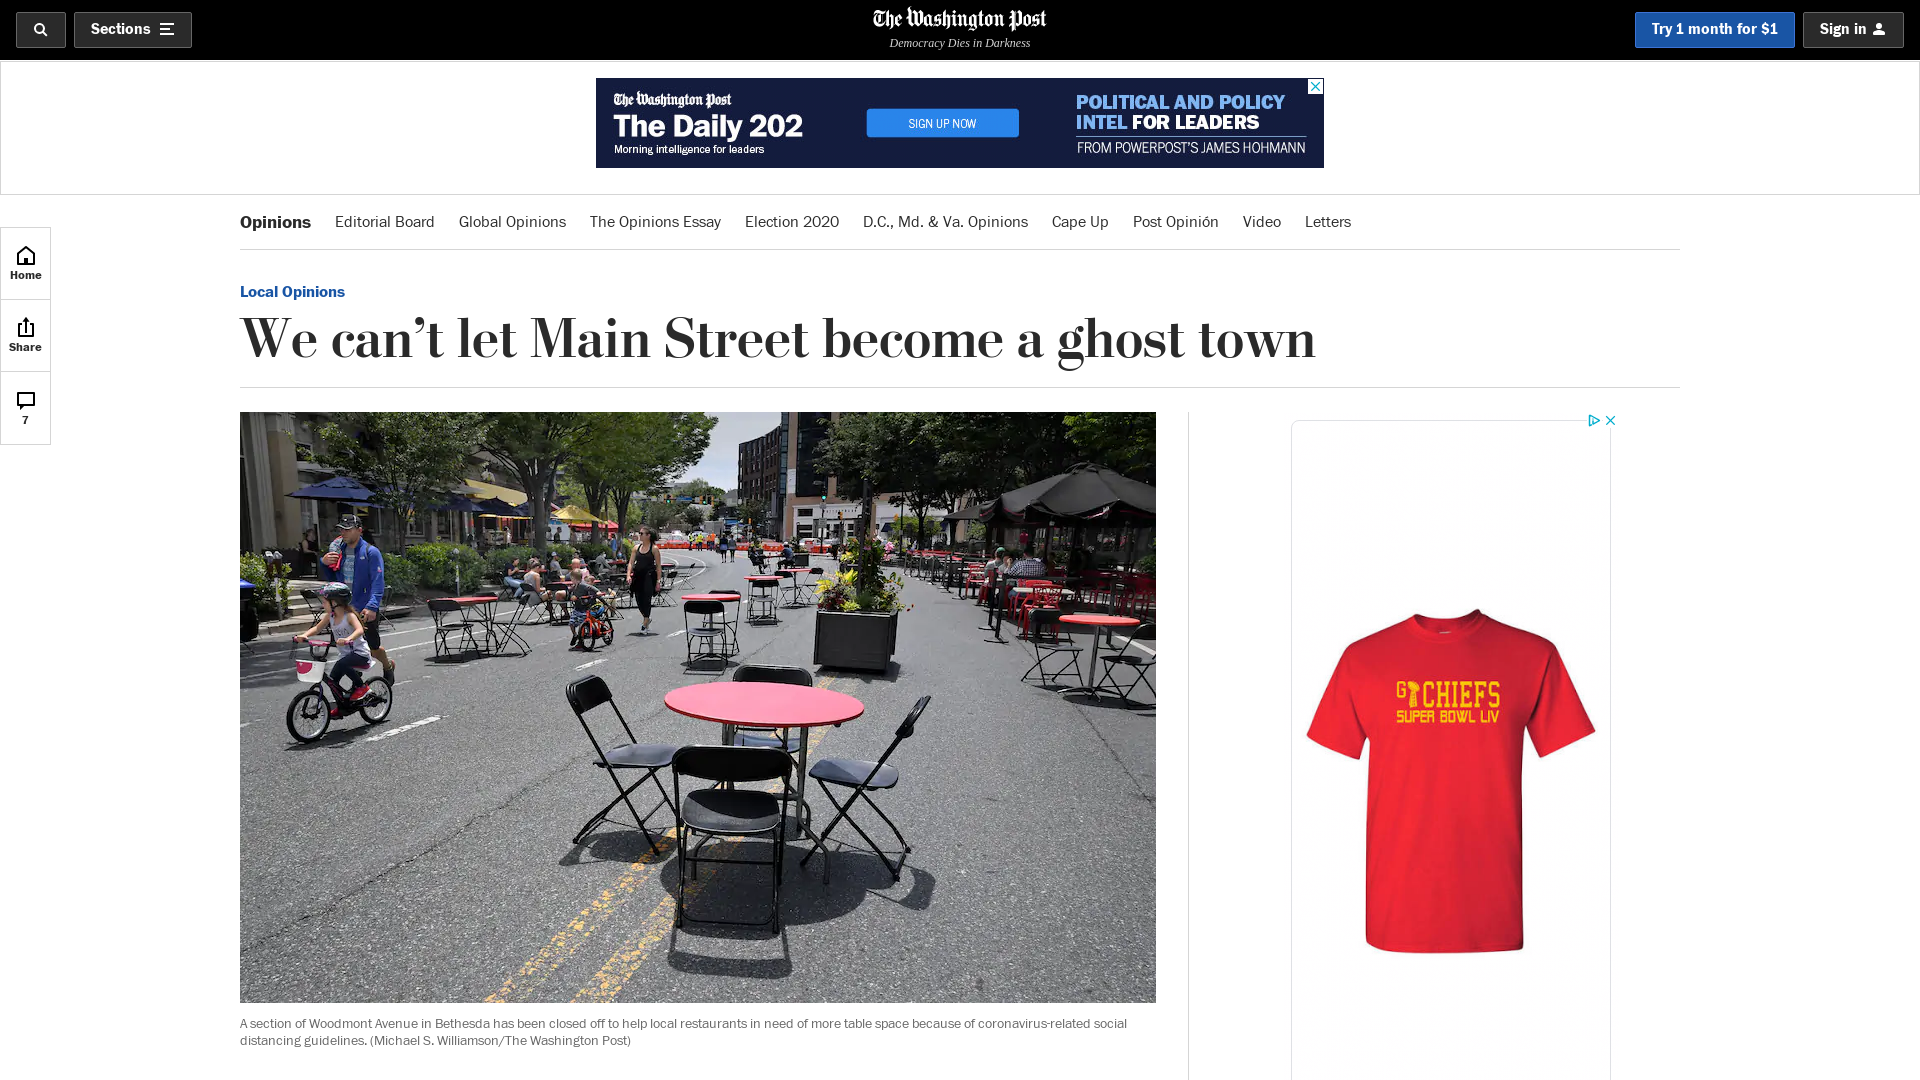 Sections
The Washington Post
Democracy Dies in Darkness
Try 1 month for $1
Sign in
The Washington Post
The Daily 202
Morning intelligence for leaders
SIGN UP NOW
POLITICAL AND POLICY
INTEL FOR LEADERS
FROM POWERPOST'S JAMES HOHMANN
Opinions Editorial Board Global Opinions The Opinions Essay Election 2020 D.C., Md. & Va. Opinions Cape Up Post Opinión Video Letters
Home
Share
7
Local Opinions
We can’t let Main Street become a ghost town
GO CHIEFS
SUPER BOWL LIV
A section of Woodmont Avenue in Bethesda has been closed off to help local restaurants in need of more table space because of coronavirus-related social
distancing guidelines. (Michael S. Williamson/The Washington Post)